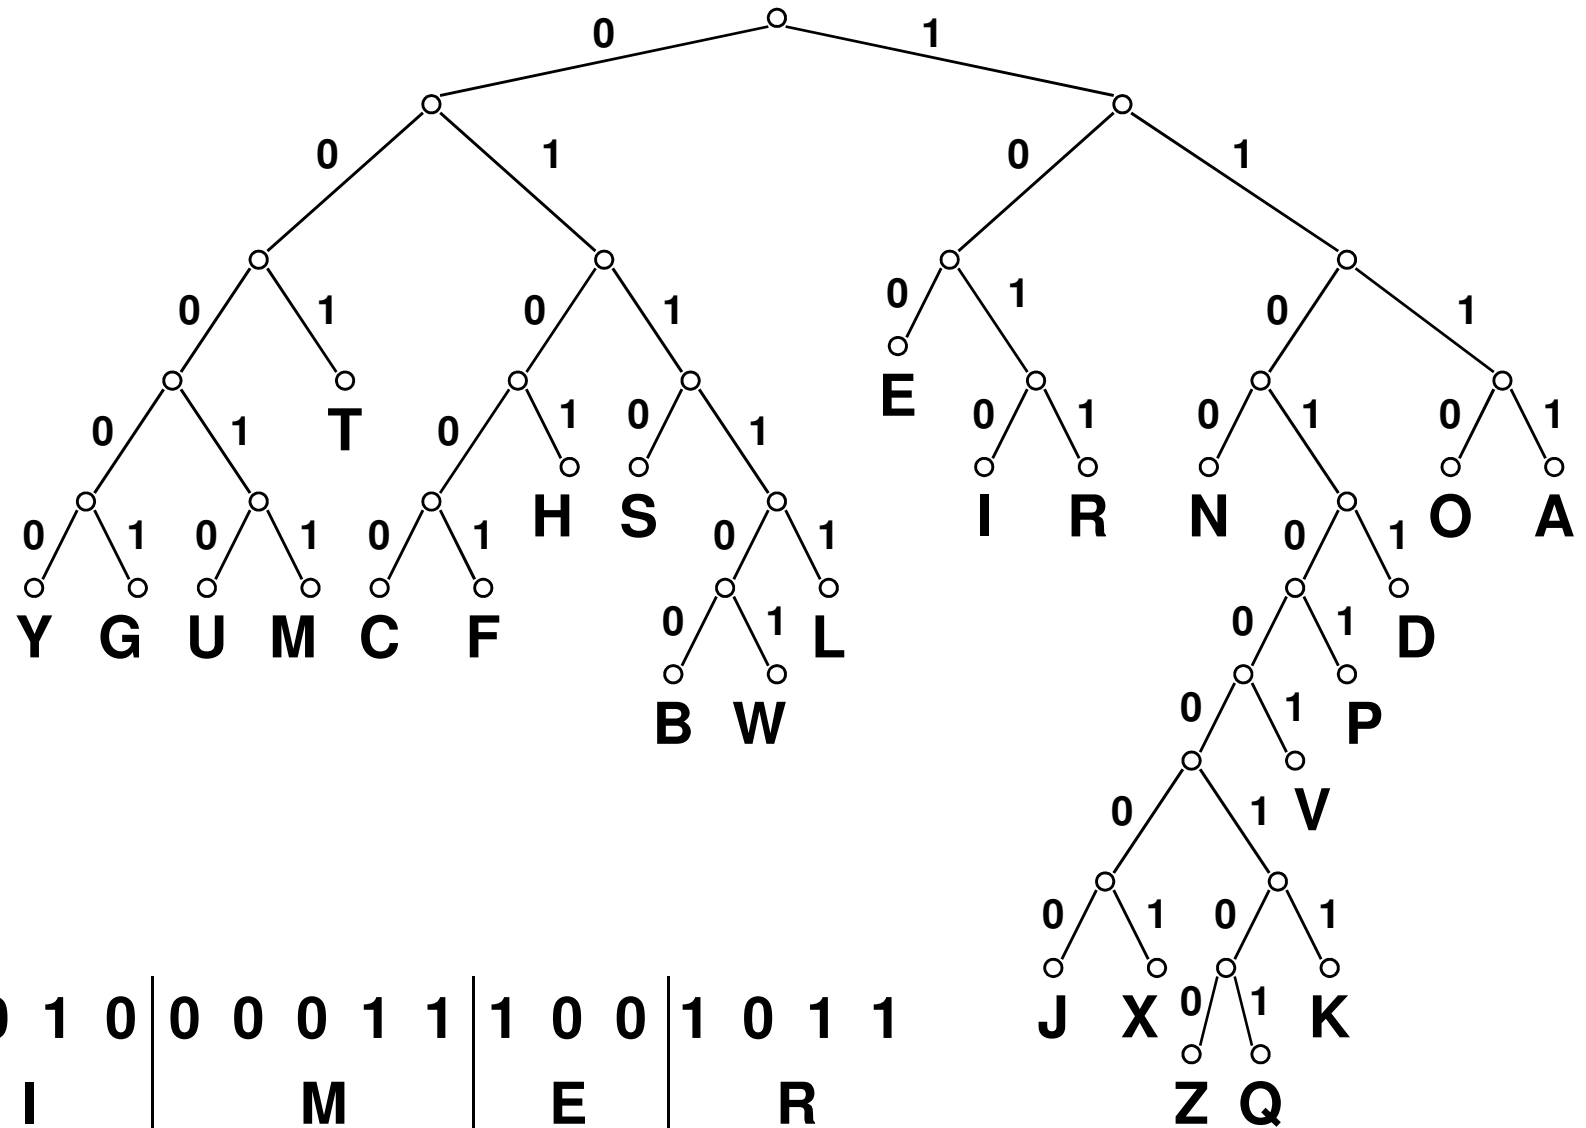 0 1
0 1 0 1
0 1 0 1 0 1 0 1
E
0 1 T 0 1 0 1 0 1 0 1 0 1
0 1 0 1 0 1 H S 0 1 I R N 0 1 O A
Y G U M C F 0 1 L 0 1 D
B W 0 1 P
0 1 V
0 1 0 1
J X 0 1 K
Z Q
0 1 0 0 0 0 1 1 1 0 0 1 0 1 1
I M E R